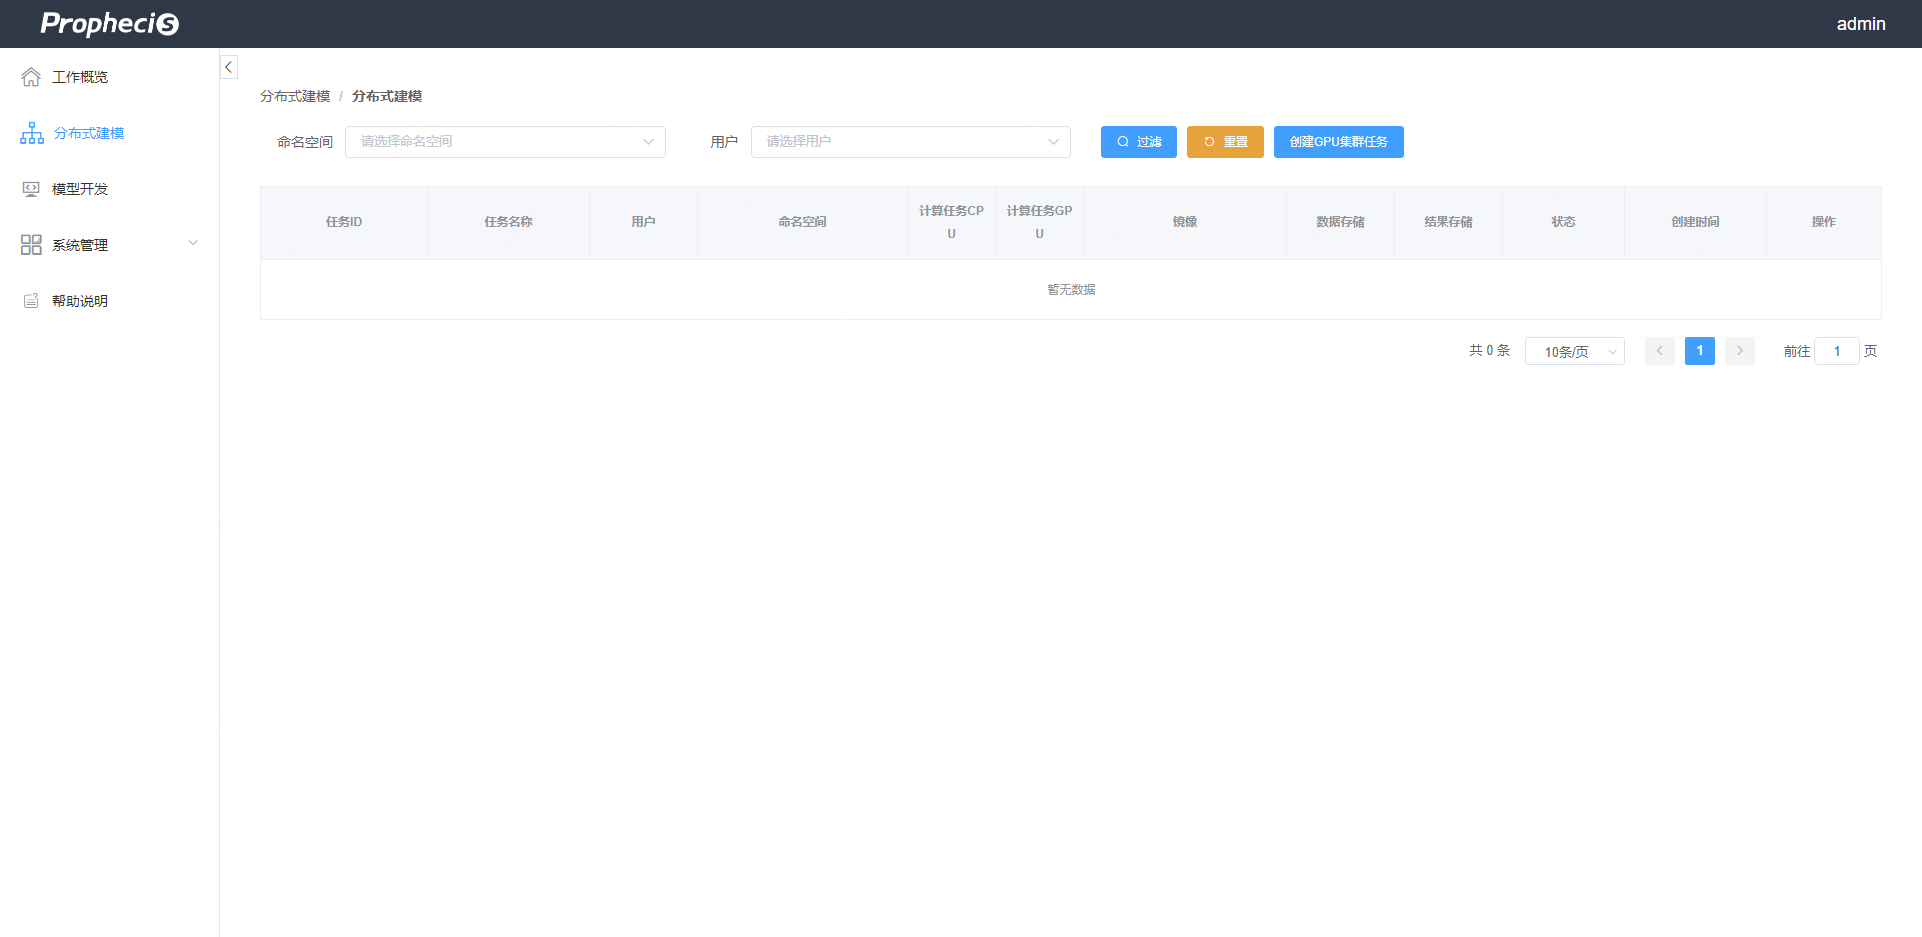 Prophecis
admin
工作概览
分布式建模
模型开发
系统管理
帮助说明
分布式建模 / 分布式建模
命名空间 请选择命名空间 用户 请选择用户 过滤 重置 创建GPU集群任务
任务ID 任务名称 用户 命名空间 计算任务CP 计算任务GP 镜像 数据存储 结果存储 状态 创建时间 操作
U U
暂无数据
共 0 条 10条/页 1 前往 1 页